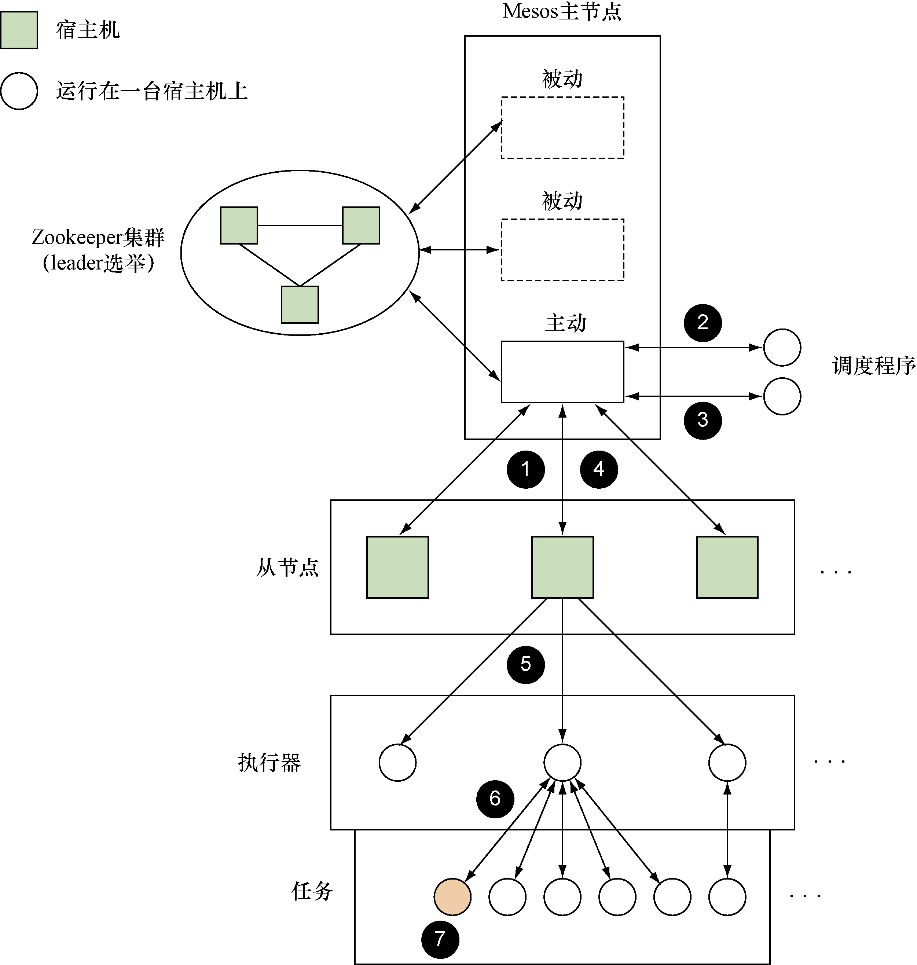 Mesos主节点
宿主机
运行在一台宿主机上
被动
被动
Zookeeper集群
（leader选举）
主动
2
调度程序
3
1
4
从节点
. . .
5
执行器
. . .
6
任务
. . .
7